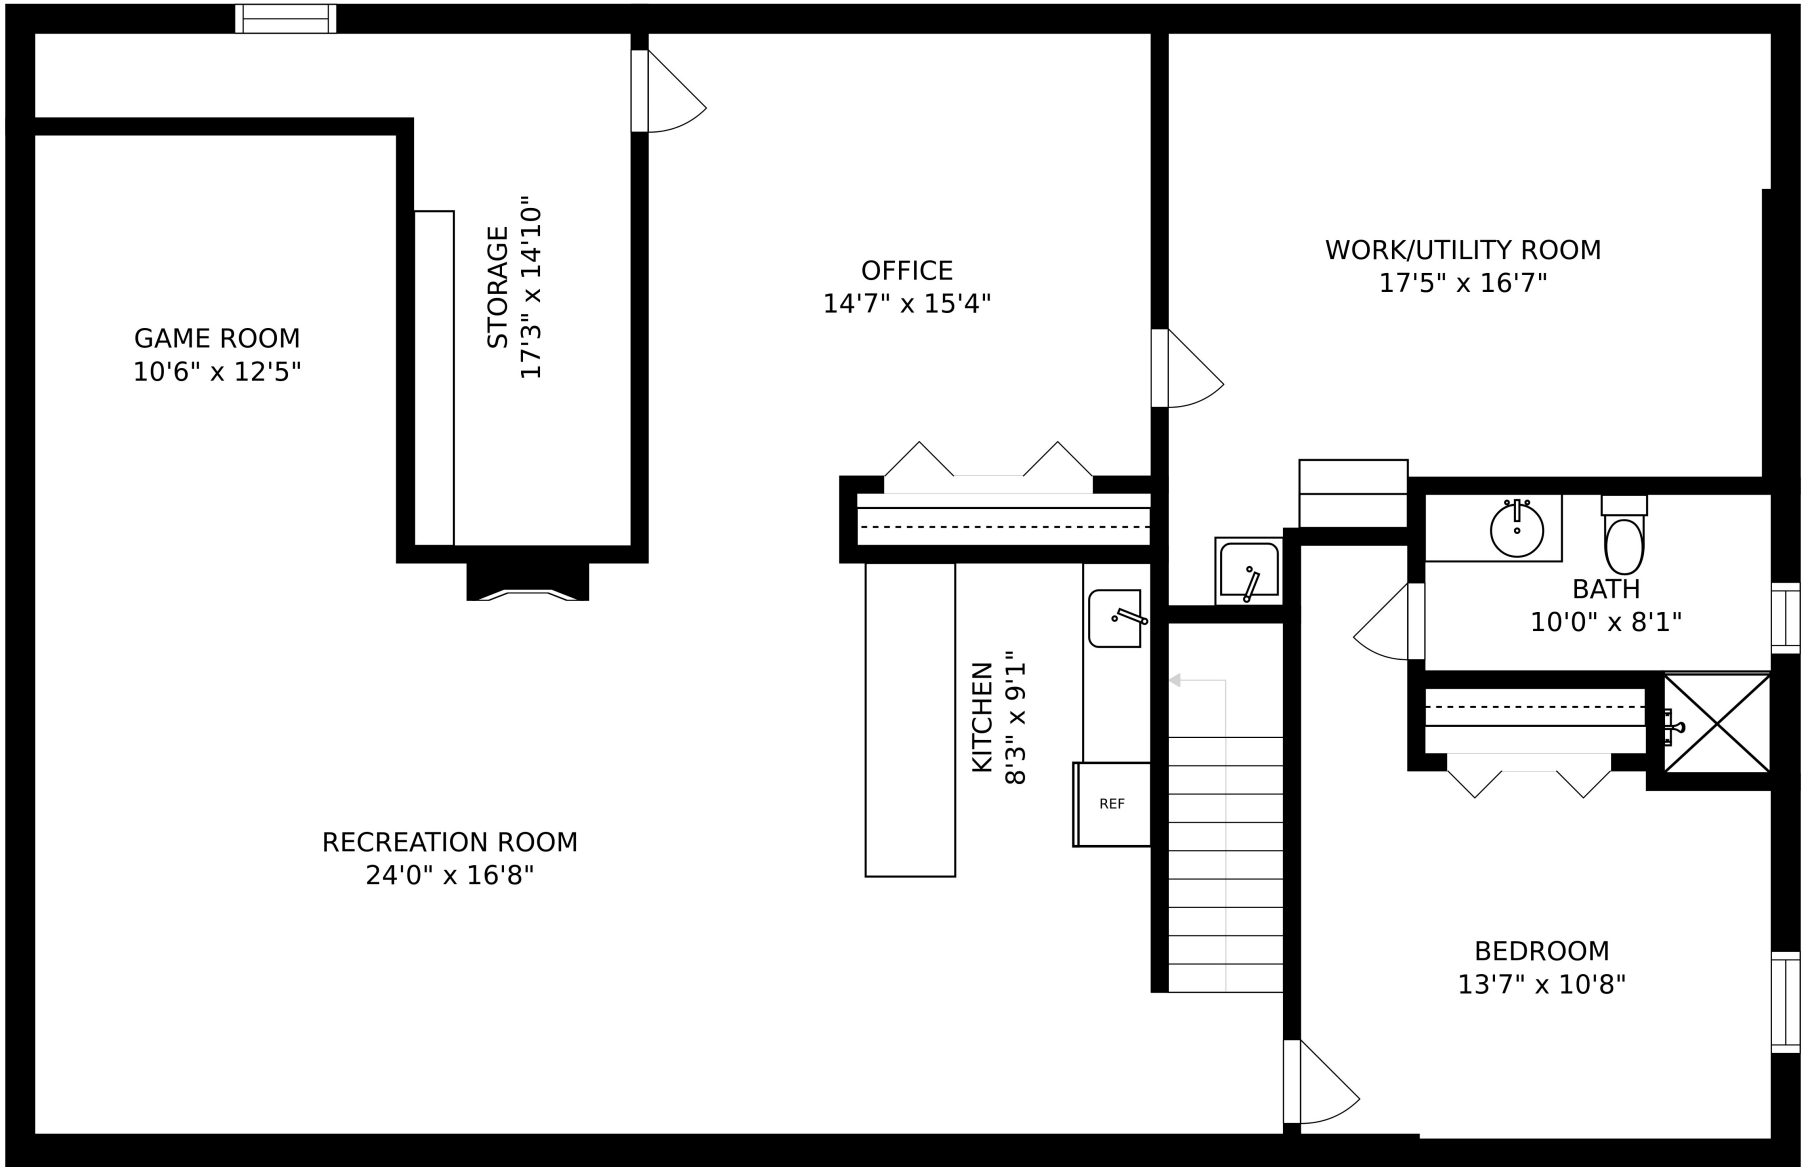 GAME ROOM
10'6" x 12'5"
STORAGE
17'3" x 14'10"
OFFICE
14'7" x 15'4"
WORK/UTILITY ROOM
17'5" x 16'7"
BATH
10'0" x 8'1"
KITCHEN
8'3" x 9'1"
REF
RECREATION ROOM
24'0" x 16'8"
BEDROOM
13'7" x 10'8"